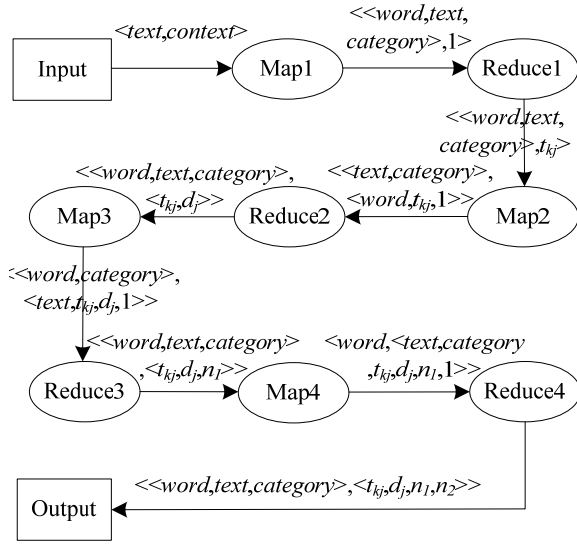 <text,context>
<<word,text,
category>,1>
Input
Map1
Reduce1
<<word,text,
category>,tkj>
<<word,text,category>,
<tkj,dj>>
<<text,category>,
<word,tkj,1>>
Map3
Reduce2
Map2
<<word,category>,
<text,tkj,dj,1>>
<<word,text,category>
,<tkj,dj,n1>>
<word,<text,category
,tkj,dj,n1,1>>
Reduce3
Map4
Reduce4
<<word,text,category>,<tkj,dj,n1,n2>>
Output